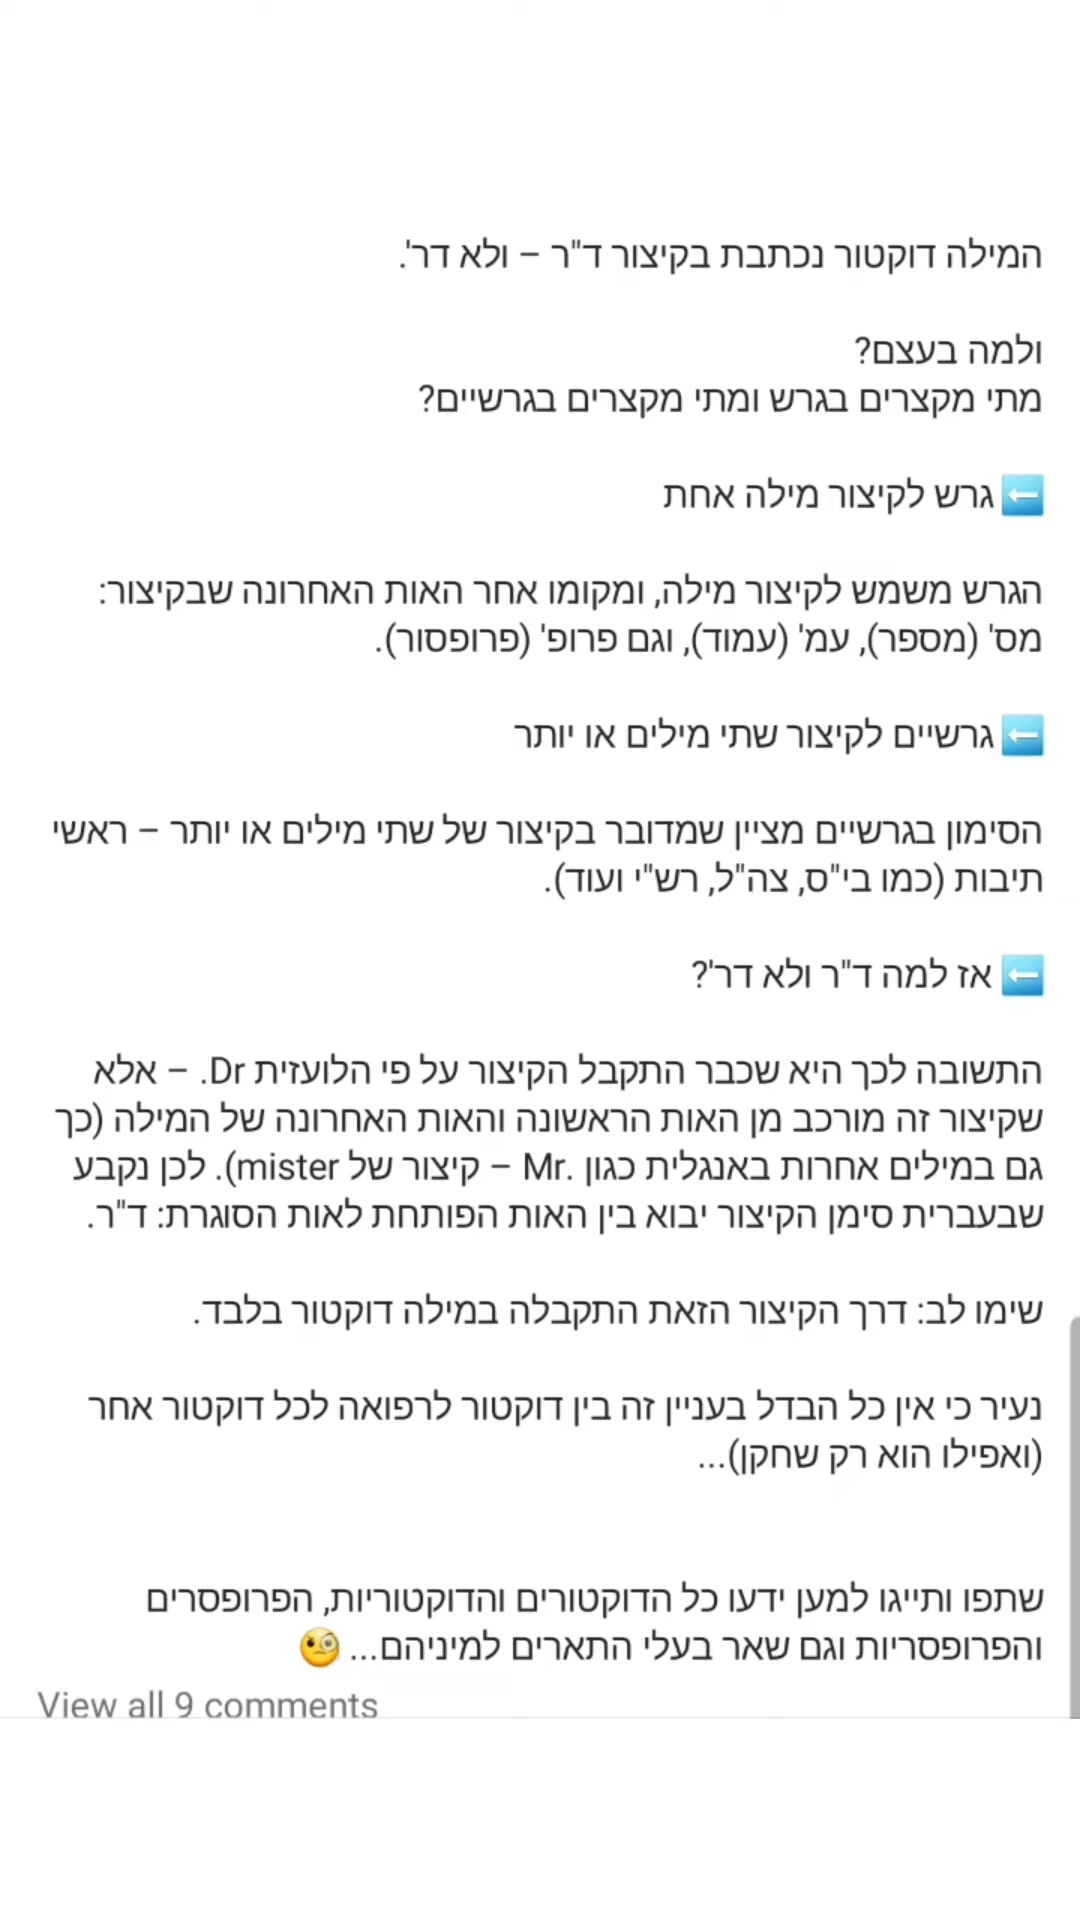 המילה דוקטור נכתבת בקיצור ד"ר – ולא דר'.
ולמה בעצם?
מתי מקצרים בגרש ומתי מקצרים בגרשיים?
⬅️ גרש לקיצור מילה אחת
הגרש משמש לקיצור מילה, ומקומו אחר האות האחרונה שבקיצור:
מס' (מספר), עמ' (עמוד), וגם פרופ' (פרופסור).
⬅️ גרשיים לקיצור שתי מילים או יותר
הסימון בגרשיים מציין שמדובר בקיצור של שתי מילים או יותר – ראשי
תיבות (כמו בי"ס, צה"ל, רש"י ועוד).
⬅️ אז למה ד"ר ולא דר'?
התשובה לכך היא שכבר התקבל הקיצור על פי הלועזית Dr. – אלא
שקיצור זה מורכב מן האות הראשונה והאות האחרונה של המילה (כך
גם במילים אחרות באנגלית כגון Mr. – קיצור של mister). לכן נקבע
שבעברית סימן הקיצור יבוא בין האות הפותחת לאות הסוגרת: ד"ר.
שימו לב: דרך הקיצור הזאת התקבלה במילה דוקטור בלבד.
נעיר כי אין כל הבדל בעניין זה בין דוקטור לרפואה לכל דוקטור אחר
(ואפילו הוא רק שחקן)...
שתפו ותייגו למען ידעו כל הדוקטורים והדוקטוריות, הפרופסרים
והפרופסריות וגם שאר בעלי התארים למיניהם... 🧐
View all 9 comments